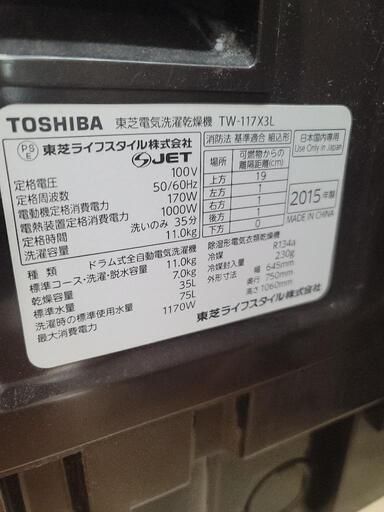 TOSHIBA 東芝電気洗濯乾燥機 TW-117X3L
PS E 東芝ライフスタイル株式会社
JET
定格電圧 100V
定格周波数 50/60Hz
電動機定格消費電力 170W
電熱装置定格消費電力 1000W
定格時間 洗いのみ 35分
定格洗濯容量 11.0kg
種類 ドラム式全自動電気洗濯機
標準コース・洗濯・脱水容量 11.0kg
乾燥容量 7.0kg
標準水量 35L
洗濯時の標準使用水量 75L
最大消費電力 1170W
消防法 基準適合 組込形
場所 可燃物からの離隔距離(cm)
上方 19
左方 1
右方 1
前方 1
後方 1
下方 0
除湿形電気衣類乾燥機
冷媒 R134a
冷媒封入量 230g
外形寸法 幅 645mm
奥行 750mm
高さ 1060mm
東芝ライフスタイル株式会社
日本国内専用
Use Only in Japan
2015年製
MADE IN CHINA